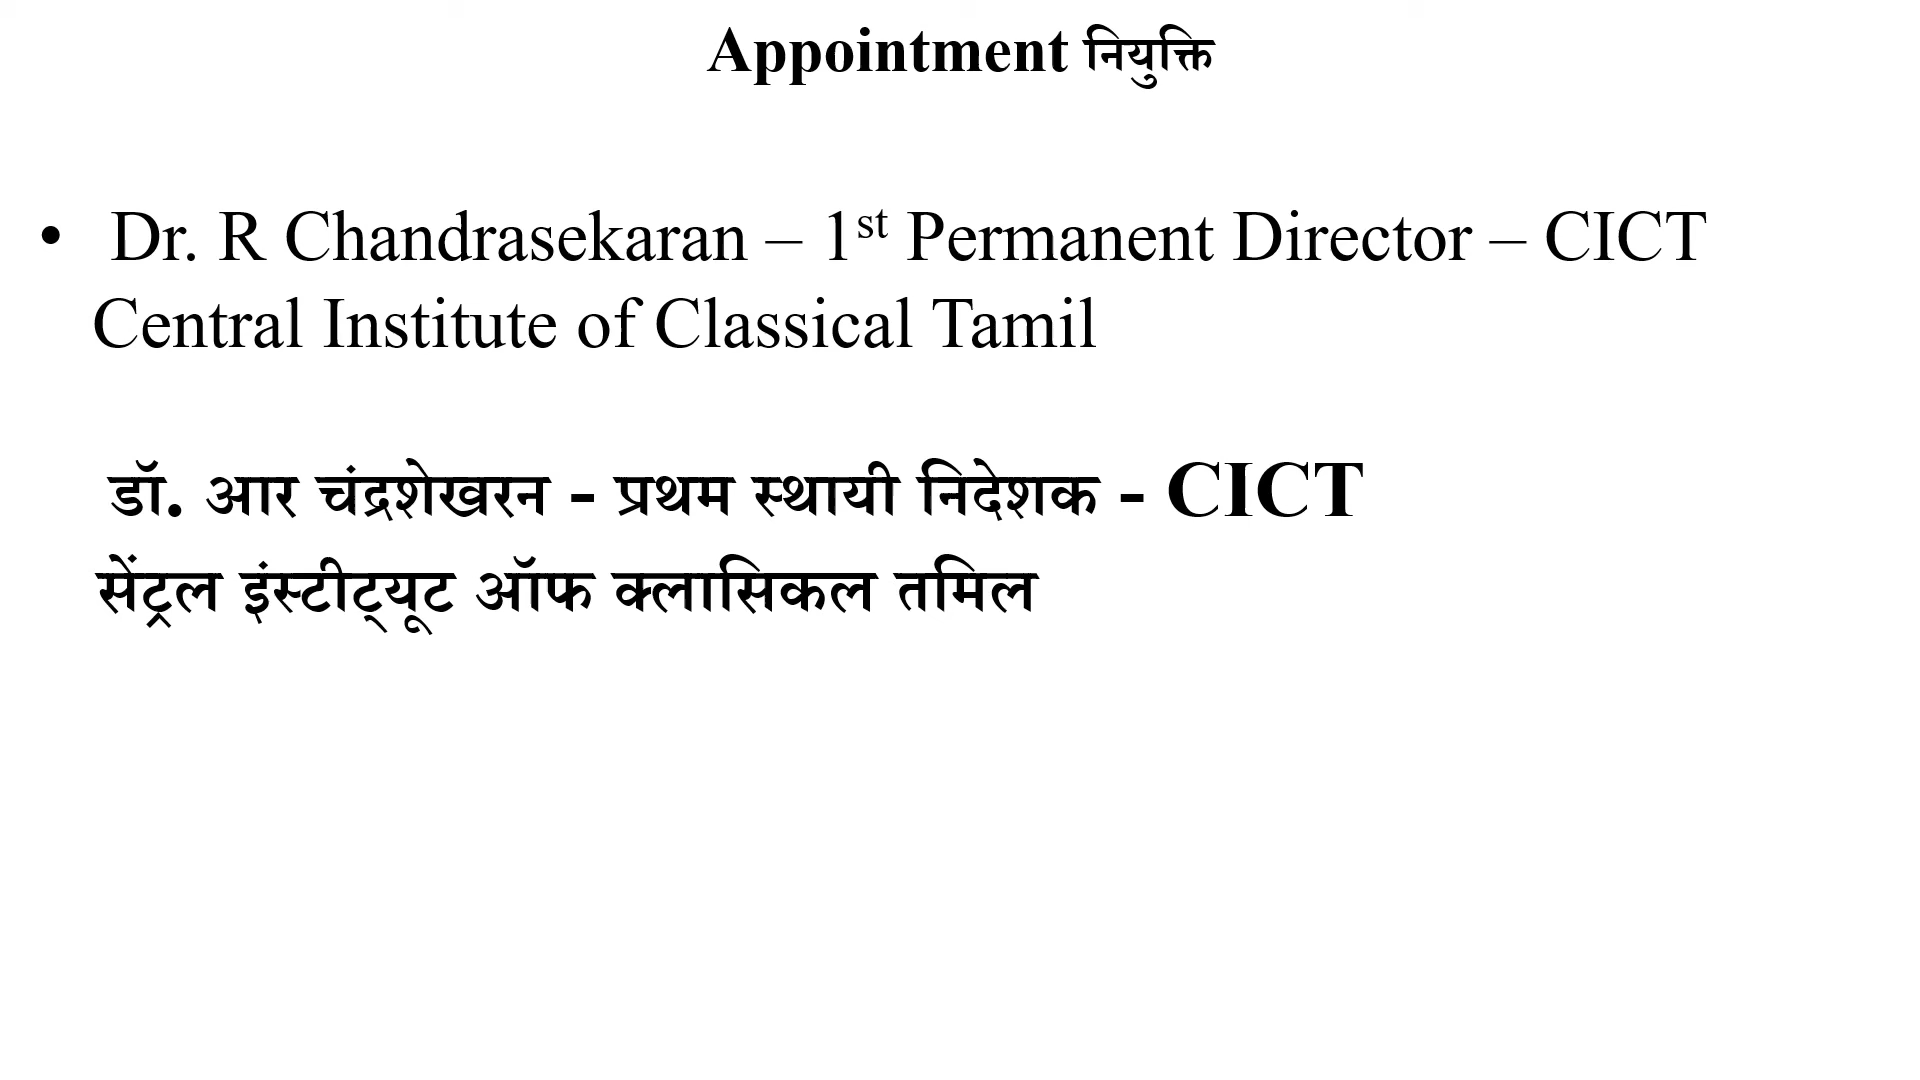 Appointment नियुक्ति
• Dr. R Chandrasekaran – 1st Permanent Director – CICT
Central Institute of Classical Tamil
डॉ. आर चंद्रशेखरन - प्रथम स्थायी निदेशक - CICT
सेंट्रल इंस्टीट्यूट ऑफ क्लासिकल तमिल